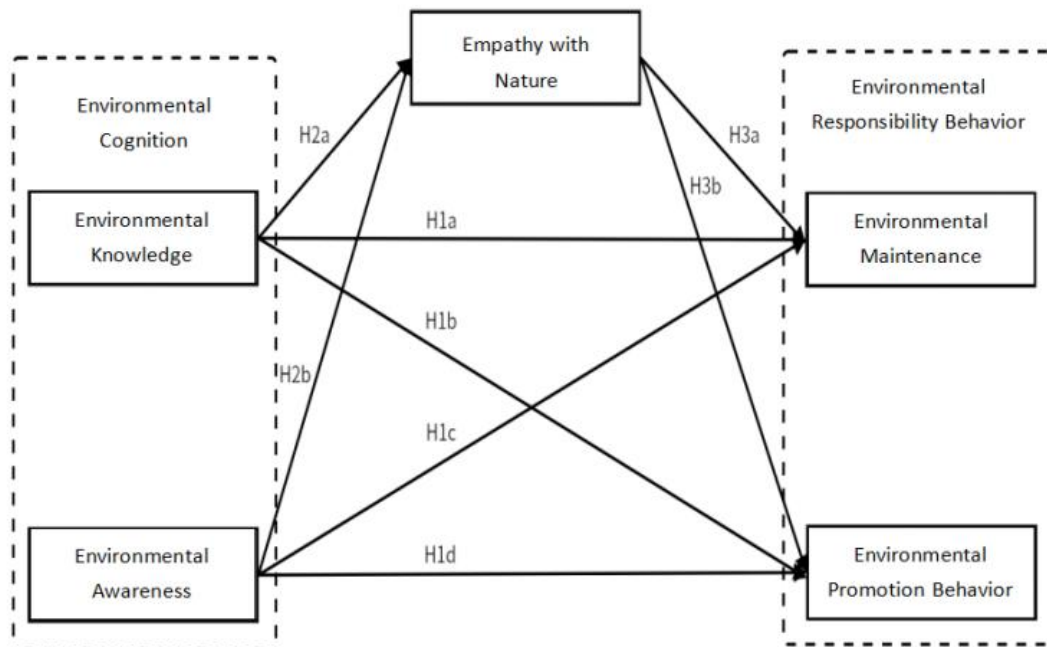 Empathy with
Nature
Environmental
Cognition
Environmental
Responsibility Behavior
H2a
H3a
H3b
Environmental
Knowledge
H1a
Environmental
Maintenance
H1b
H2b
H1c
Environmental
Awareness
H1d
Environmental
Promotion Behavior